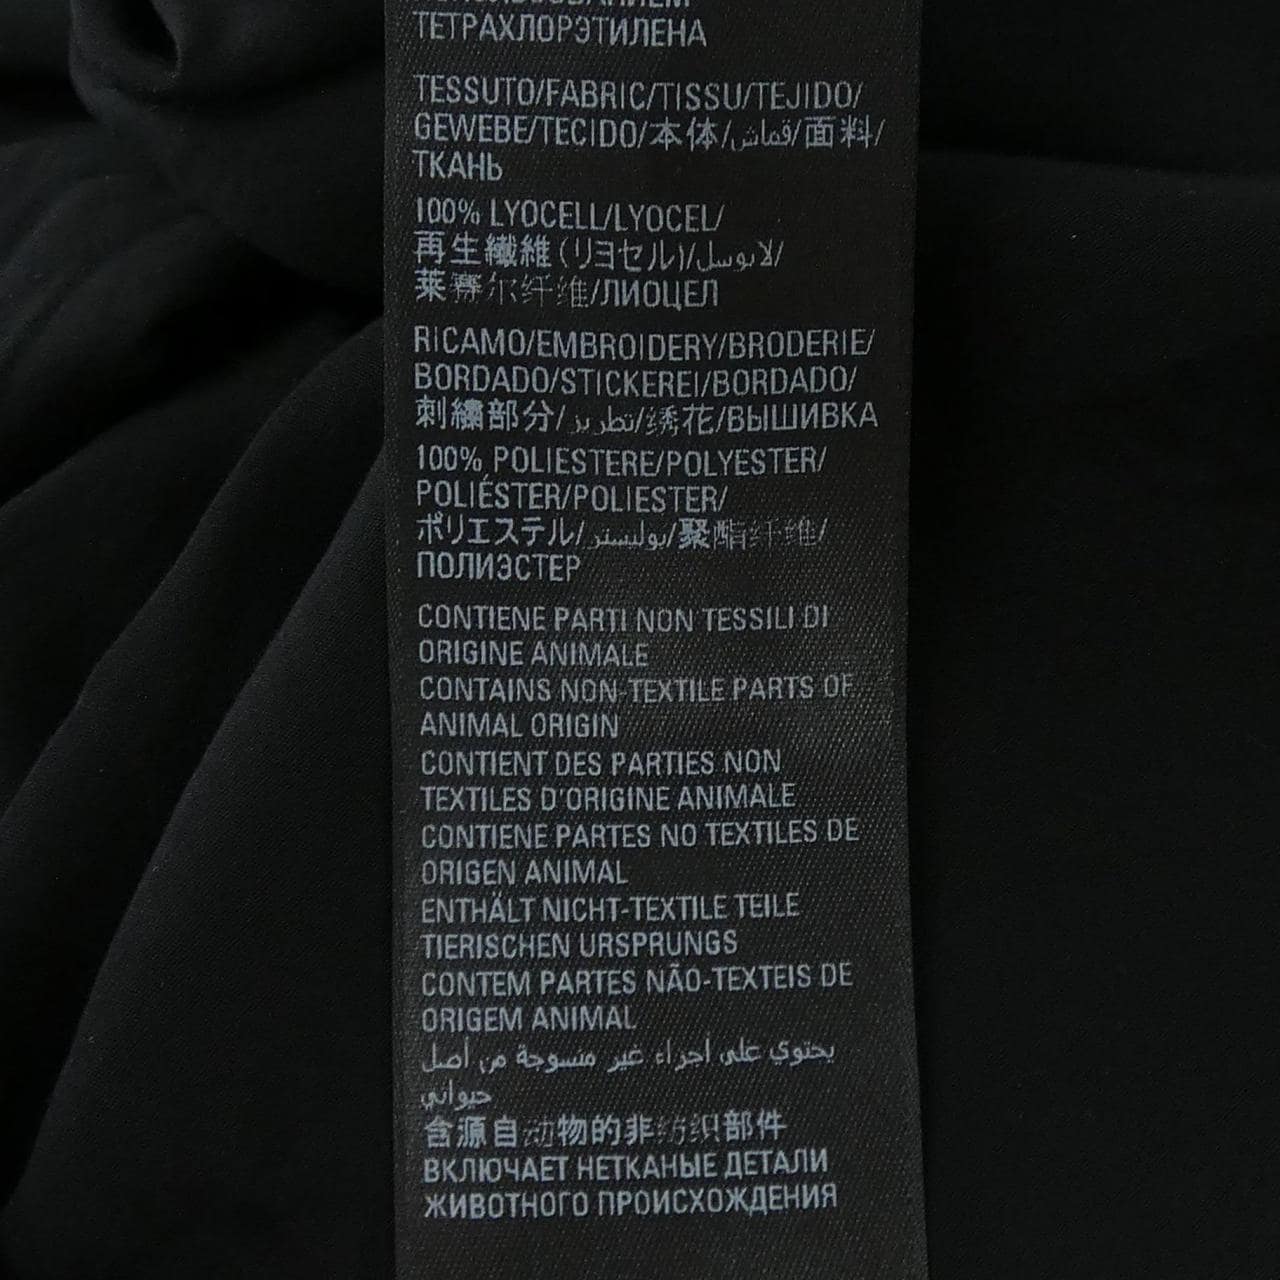 ТЕТРАХЛОРЭТИЛЕНА
TESSUTO/FABRIC/TISSU/TEJIDO/
GEWEBE/TECIDO/本体/قماش/面料/
ТКАНЬ
100% LYOCELL/LYOCEL/
再生繊維(リヨセル)/لايوسل/
莱赛尔纤维/ЛИОЦЕЛ
RICAMO/EMBROIDERY/BRODERIE/
BORDADO/STICKEREI/BORDADO/
刺繍部分/تطريز/绣花/ВЫШИВКА
100% POLIESTERE/POLYESTER/
POLIÉSTER/POLIESTER/
ポリエステル/بوليستر/聚酯纤维/
ПОЛИЭСТЕР
CONTIENE PARTI NON TESSILI DI
ORIGINE ANIMALE
CONTAINS NON-TEXTILE PARTS OF
ANIMAL ORIGIN
CONTIENT DES PARTIES NON
TEXTILES D'ORIGINE ANIMALE
CONTIENE PARTES NO TEXTILES DE
ORIGEN ANIMAL
ENTHÄLT NICHT-TEXTILE TEILE
TIERISCHEN URSPRUNGS
CONTEM PARTES NÃO-TEXTEIS DE
ORIGEM ANIMAL
يحتوي على اجزاء غير منسوجة من اصل
حيواني
含源自动物的非纺织部件
ВКЛЮЧАЕТ НЕТКАНЫЕ ДЕТАЛИ
ЖИВОТНОГО ПРОИСХОЖДЕНИЯ